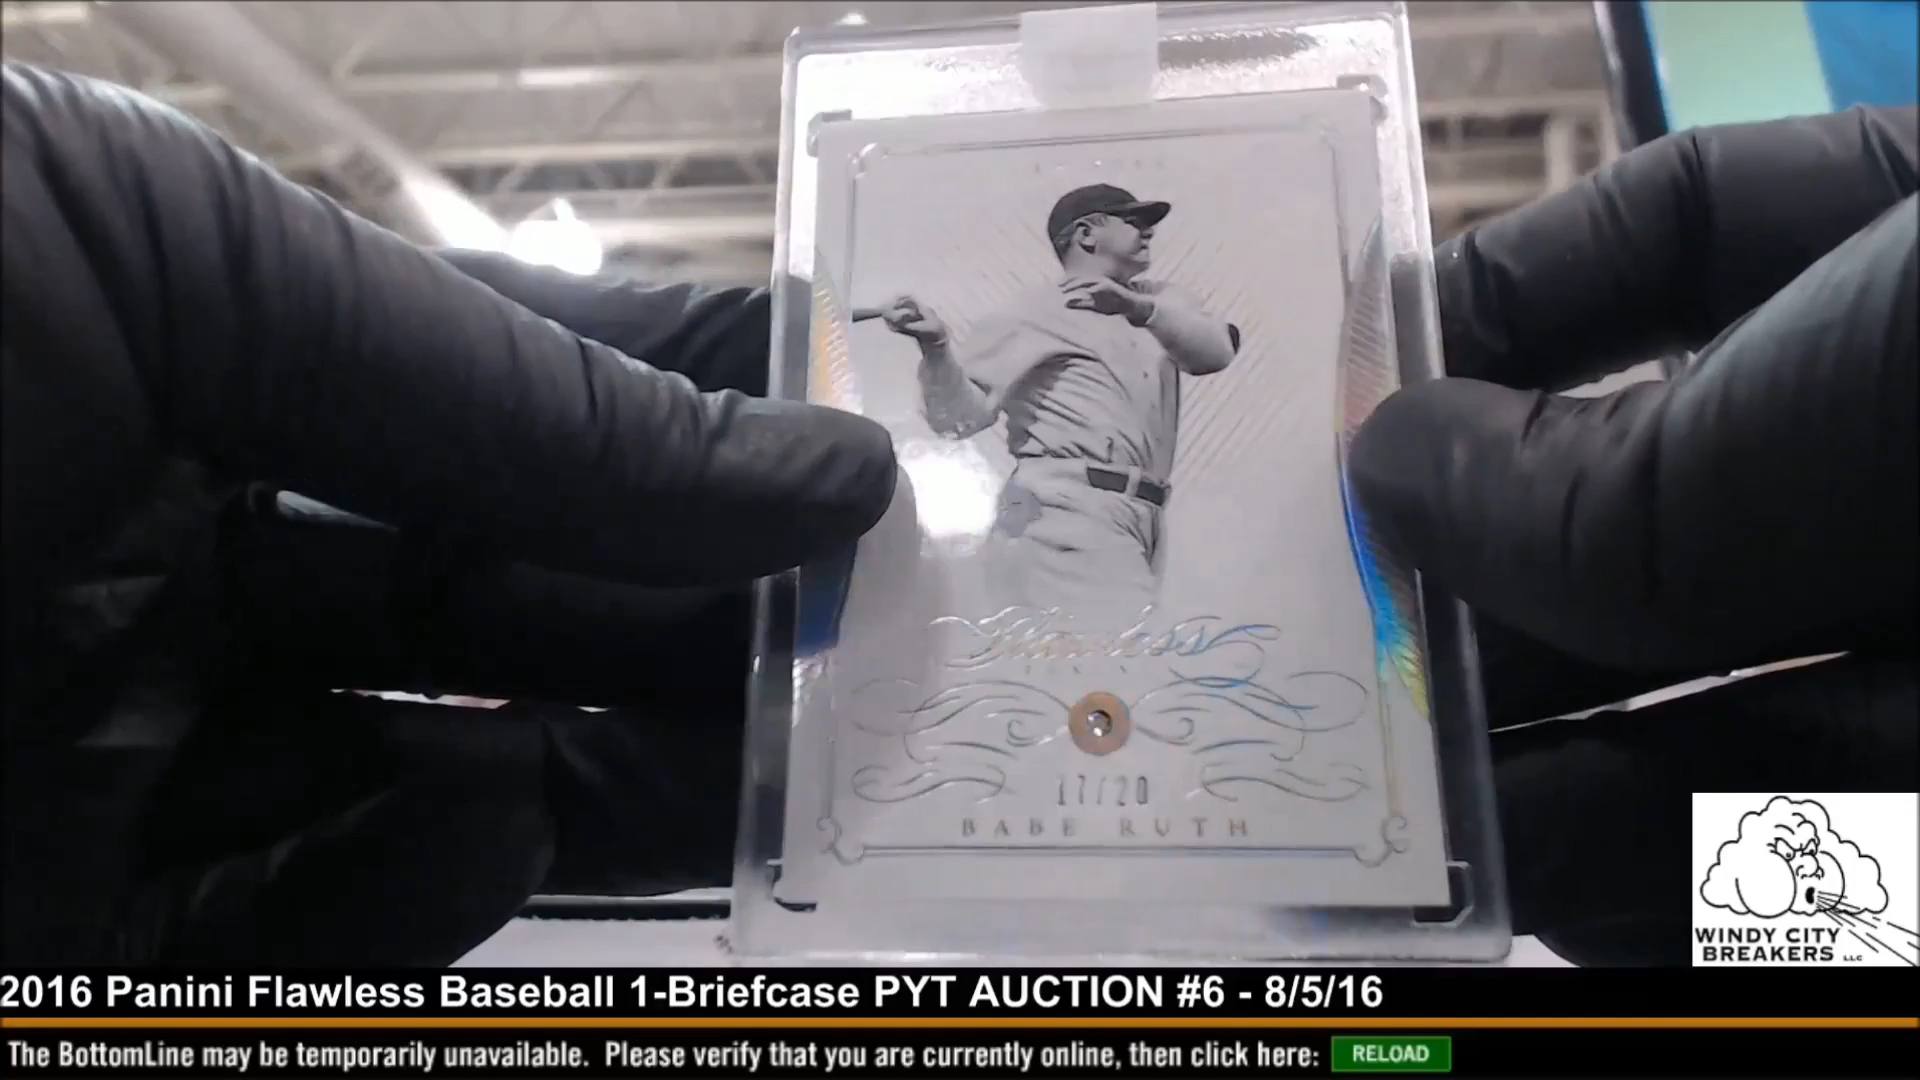 Flawless
17/20
BABE RUTH
WINDY CITY
BREAKERS LLC
2016 Panini Flawless Baseball 1-Briefcase PYT AUCTION #6 - 8/5/16
The BottomLine may be temporarily unavailable. Please verify that you are currently online, then click here: RELOAD